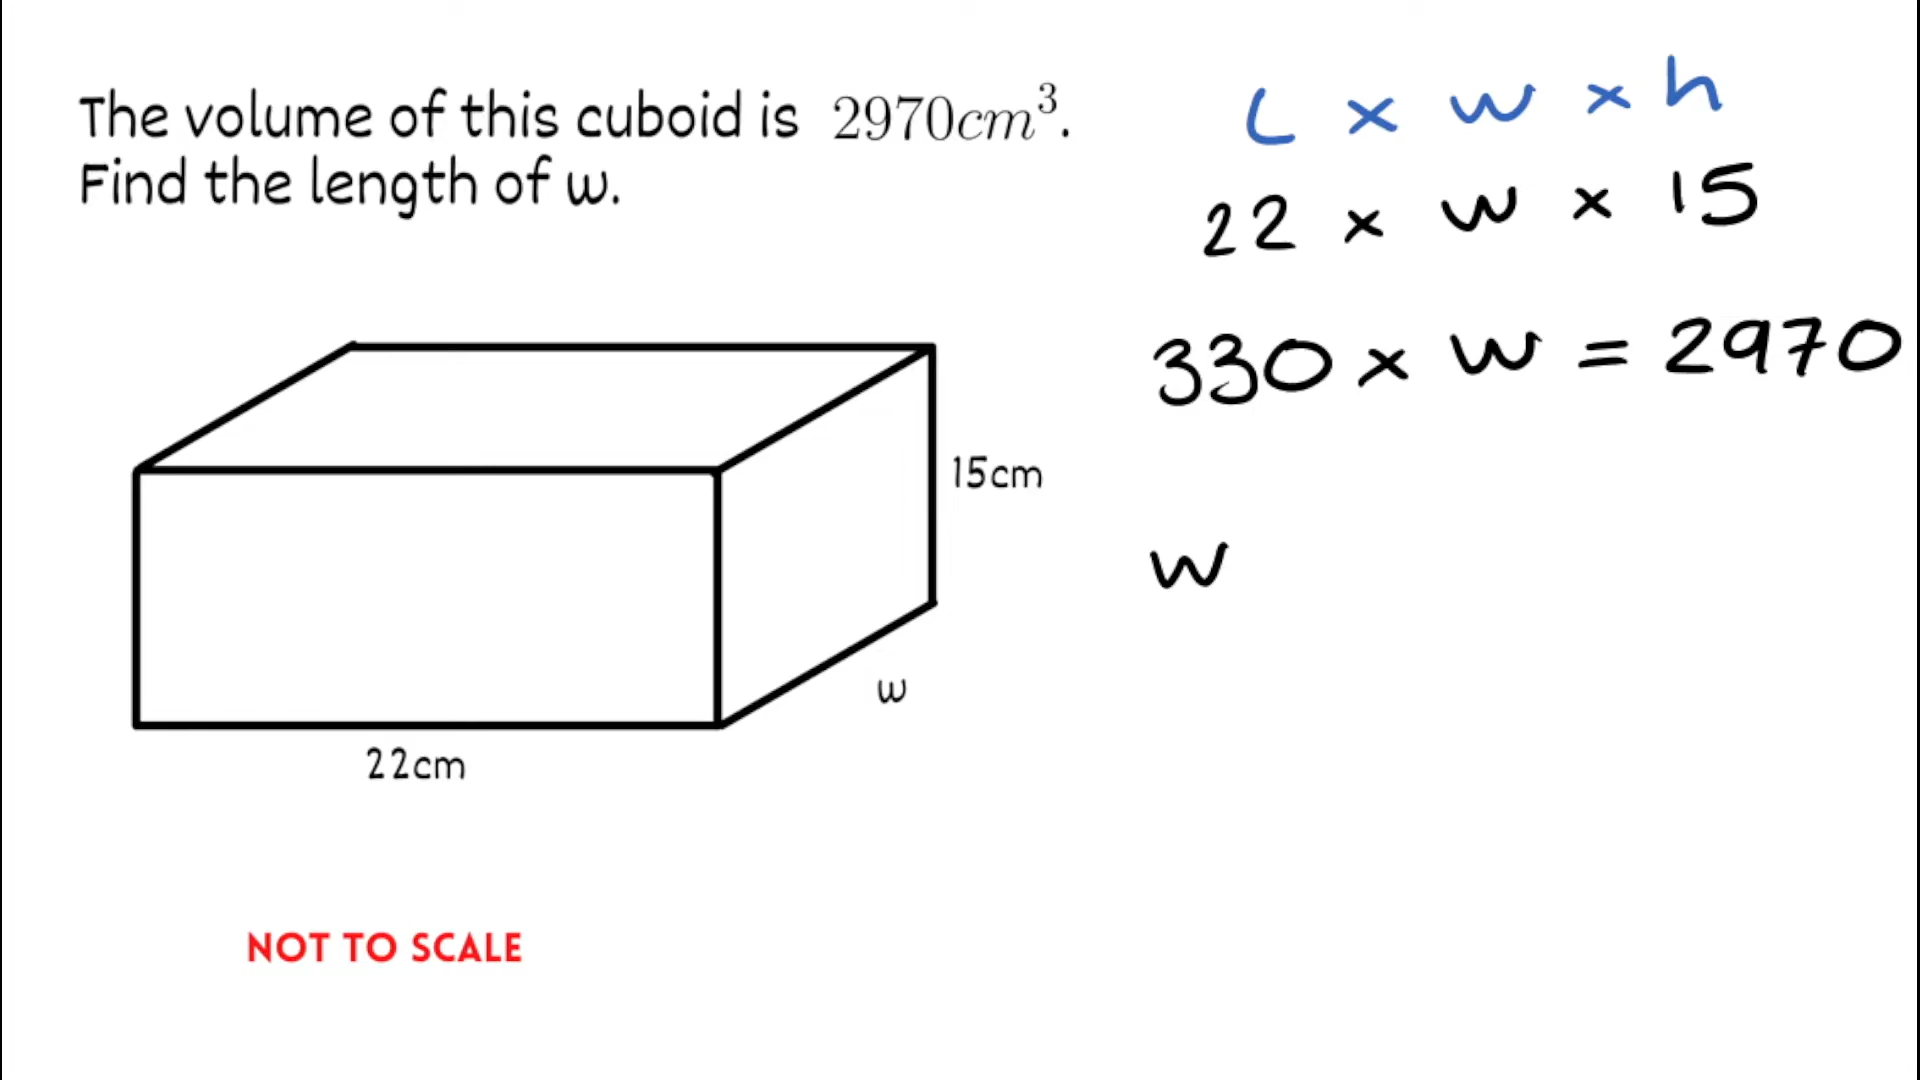 The volume of this cuboid is 2970cm³.
Find the length of w.
L × w × h
22 × w × 15
330 × w = 2970
15cm
w
w
22cm
NOT TO SCALE